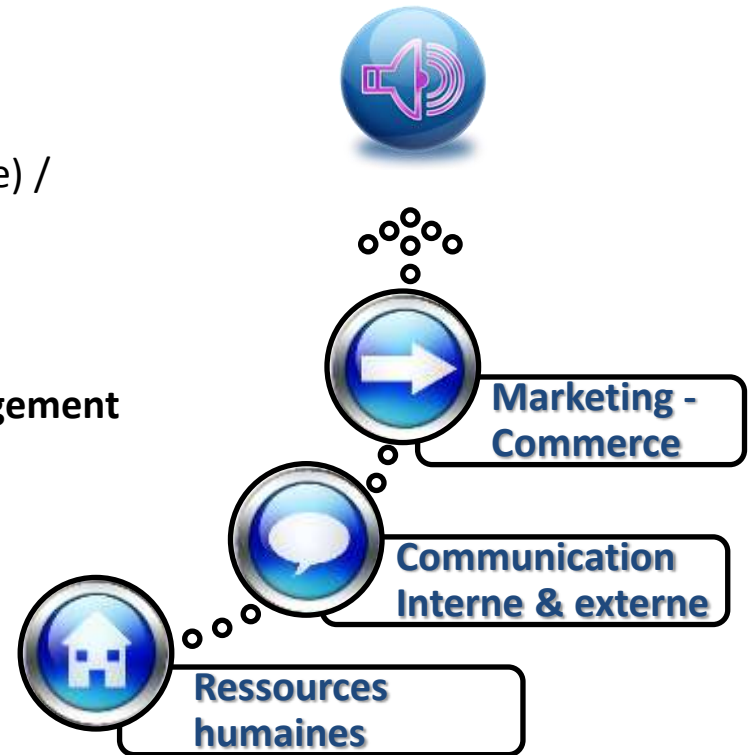 e) /
gement
Marketing -
Commerce
Communication
Interne & externe
Ressources
humaines